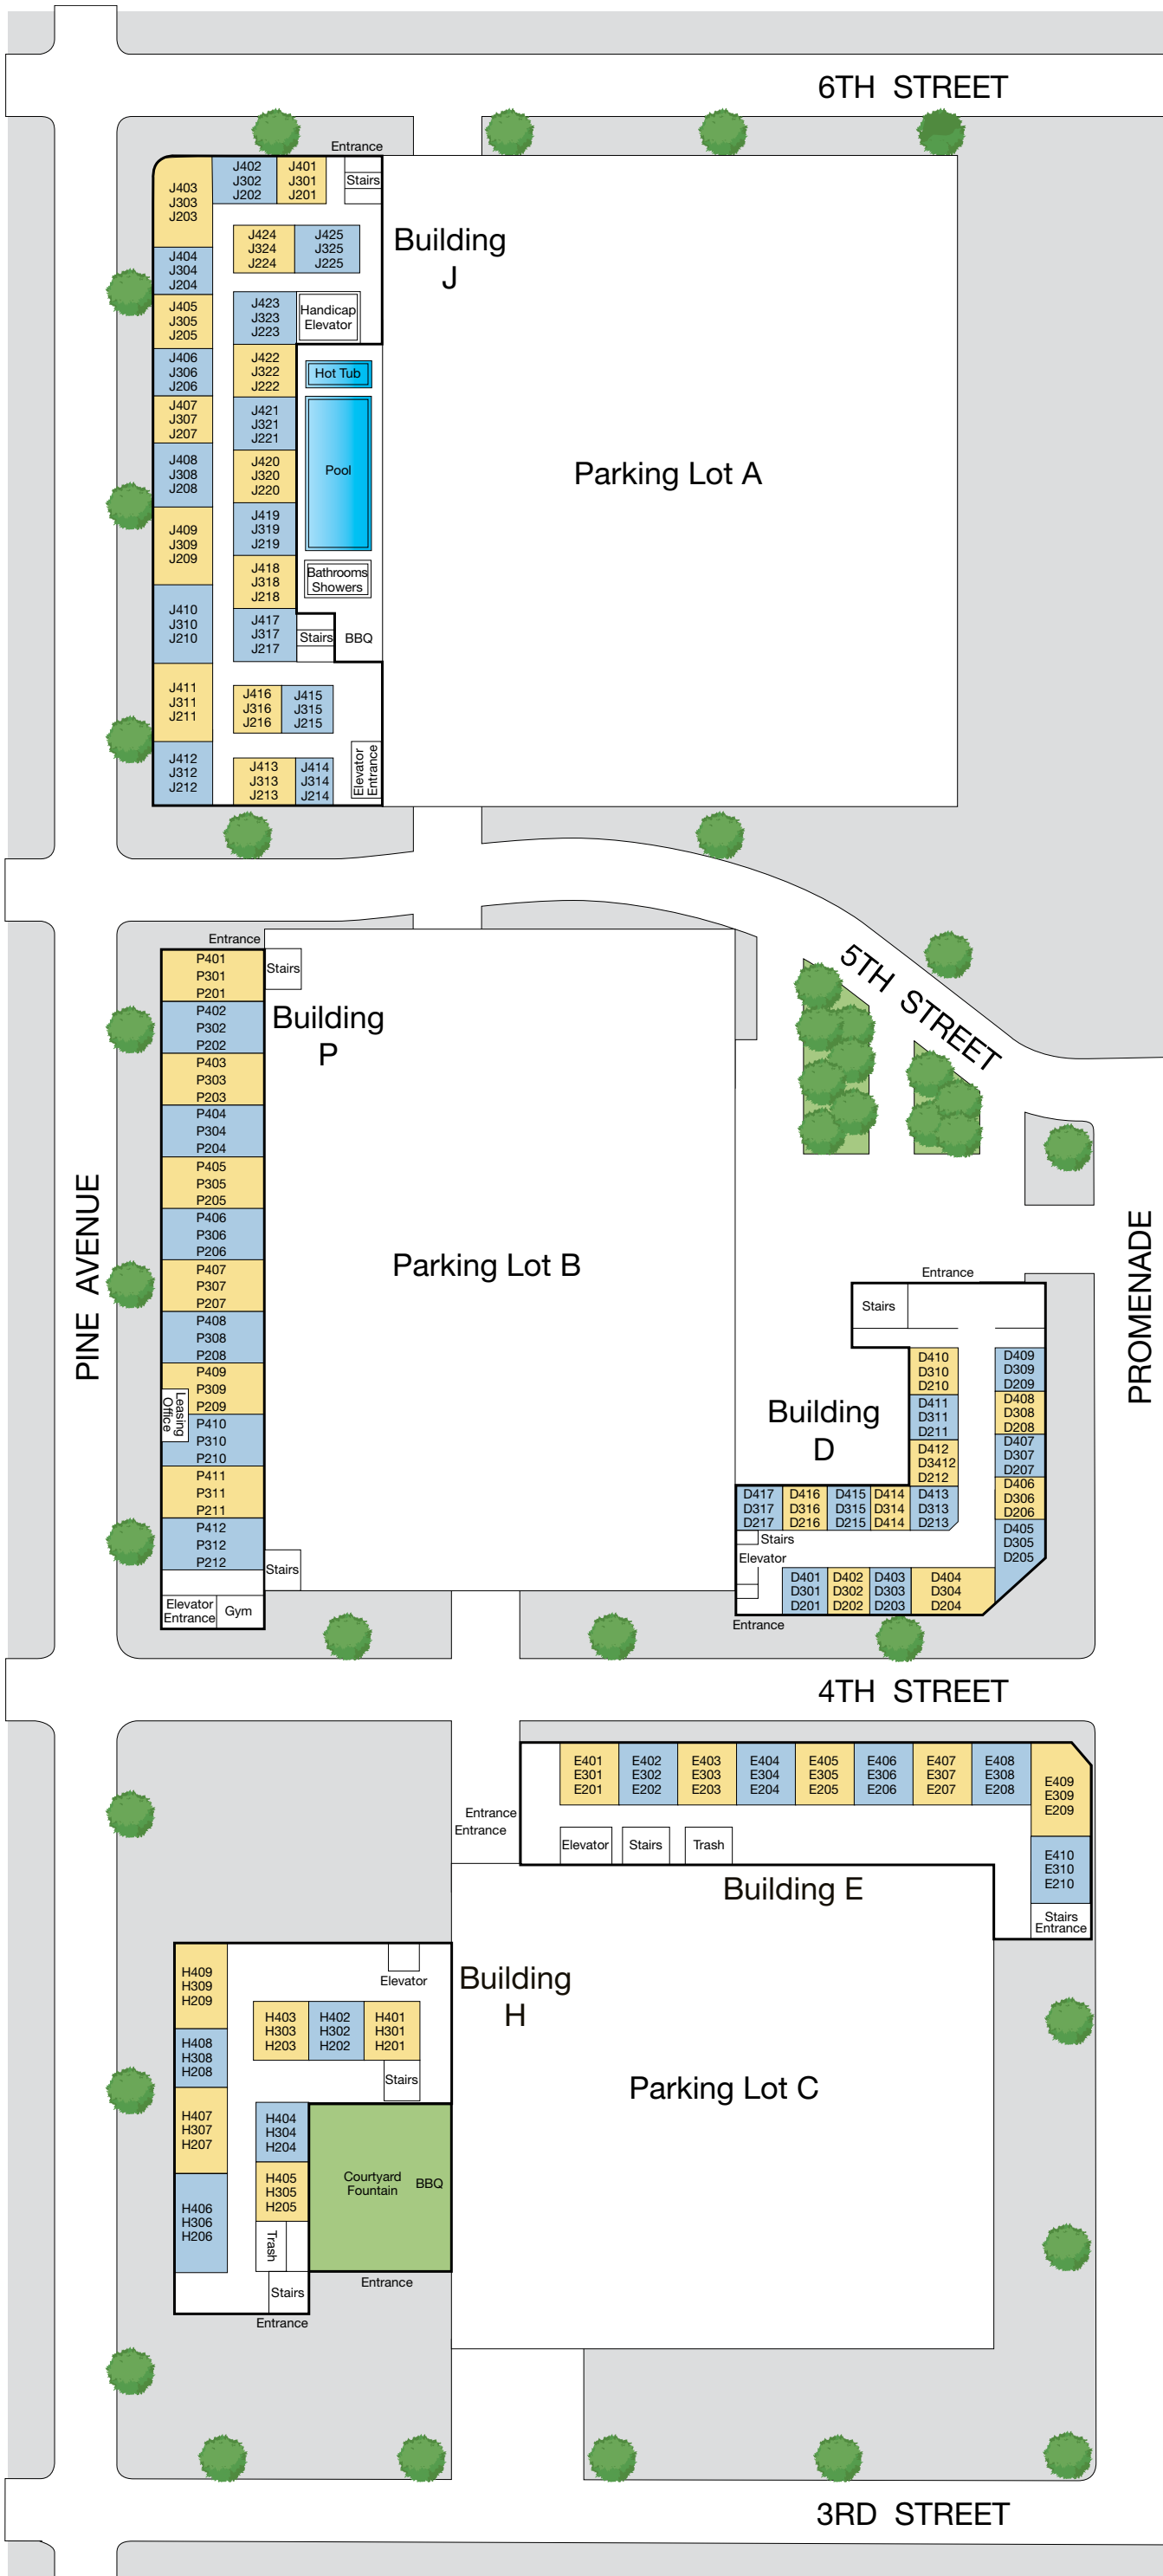 6TH STREET
Entrance
J402
J302
J202
J401
J301
J201
Stairs
J403
J303
J203
J424
J324
J224
J425
J325
J225
Building
J
J404
J304
J204
J405
J305
J205
J423
J323
J223
Handicap
Elevator
J406
J306
J206
J422
J322
J222
Hot Tub
J407
J307
J207
J421
J321
J221
J408
J308
J208
J420
J320
J220
Pool
Parking Lot A
J409
J309
J209
J419
J319
J219
J418
J318
J218
Bathrooms
Showers
J410
J310
J210
J417
J317
J217
Stairs
BBQ
J411
J311
J211
J416
J316
J216
J415
J315
J215
J412
J312
J212
J413
J313
J213
J414
J314
J214
Elevator
Entrance
5TH STREET
Entrance
P401
P301
P201
Stairs
P402
P302
P202
Building
P
P403
P303
P203
P404
P304
P204
P405
P305
P205
P406
P306
P206
P407
P307
P207
P408
P308
P208
P409
P309
P209
Leasing
Office
P410
P310
P210
P411
P311
P211
P412
P312
P212
Stairs
Elevator
Entrance
Gym
PINE AVENUE
Parking Lot B
PROMENADE
Entrance
Stairs
D410
D310
D210
D409
D309
D209
D411
D311
D211
D408
D308
D208
Building
D
D412
D3412
D212
D407
D307
D207
D406
D306
D206
D417
D317
D217
D416
D316
D216
D415
D315
D215
D414
D314
D414
D413
D313
D213
D405
D305
D205
Stairs
Elevator
D401
D301
D201
D402
D302
D202
D403
D303
D203
D404
D304
D204
Entrance
4TH STREET
E401
E301
E201
E402
E302
E202
E403
E303
E203
E404
E304
E204
E405
E305
E205
E406
E306
E206
E407
E307
E207
E408
E308
E208
E409
E309
E209
Entrance
Entrance
Elevator
Stairs
Trash
E410
E310
E210
Building E
Stairs
Entrance
H409
H309
H209
Elevator
Building
H
H403
H303
H203
H402
H302
H202
H401
H301
H201
H408
H308
H208
Stairs
Parking Lot C
H407
H307
H207
H404
H304
H204
H405
H305
H205
Courtyard
Fountain
BBQ
H406
H306
H206
Trash
Stairs
Entrance
Entrance
3RD STREET